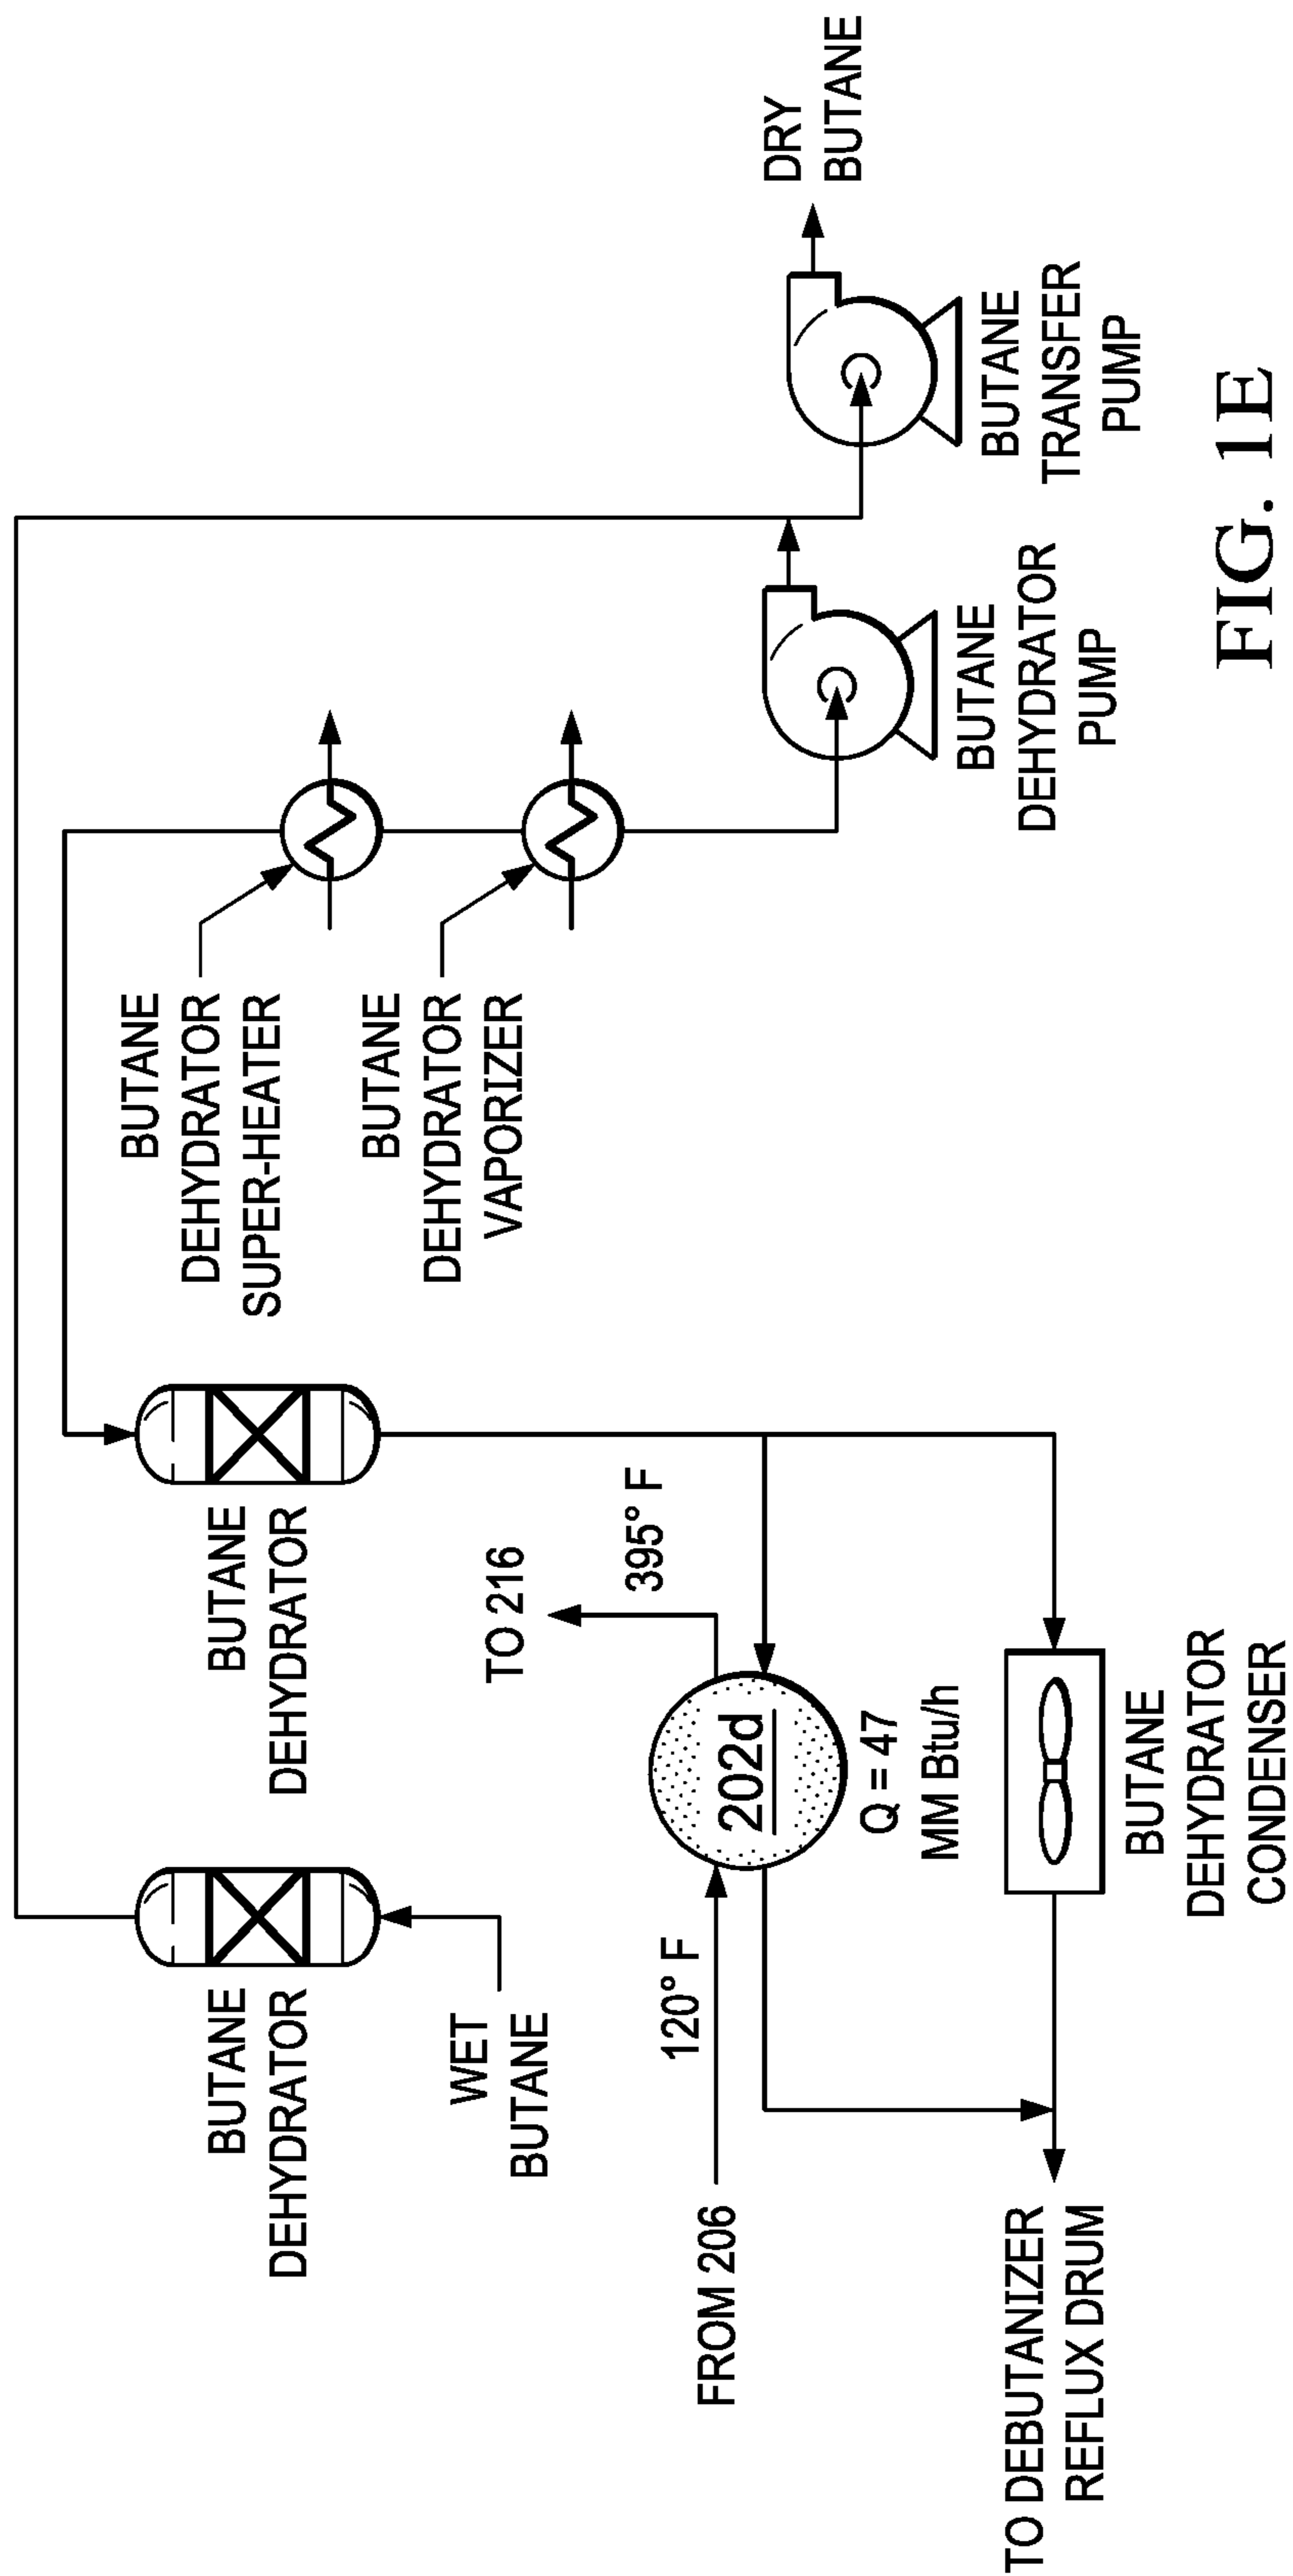 BUTANE
DEHYDRATOR
WET
BUTANE
BUTANE
DEHYDRATOR
BUTANE
DEHYDRATOR
SUPER-HEATER
BUTANE
DEHYDRATOR
VAPORIZER
TO 216
395° F
120° F
FROM 206
202d
Q = 47
MM Btu/h
TO DEBUTANIZER
REFLUX DRUM
BUTANE
DEHYDRATOR
CONDENSER
BUTANE
DEHYDRATOR
PUMP
BUTANE
TRANSFER
PUMP
DRY
BUTANE
FIG. 1E